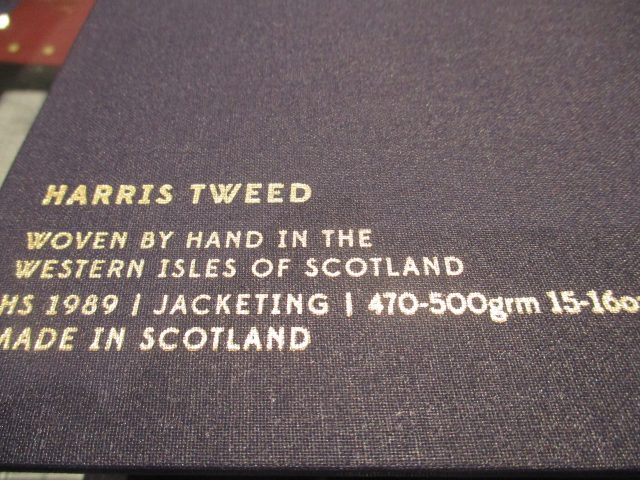 HARRIS TWEED
WOVEN BY HAND IN THE
WESTERN ISLES OF SCOTLAND
HS 1989 | JACKETING | 470-500grm 15-16o
MADE IN SCOTLAND